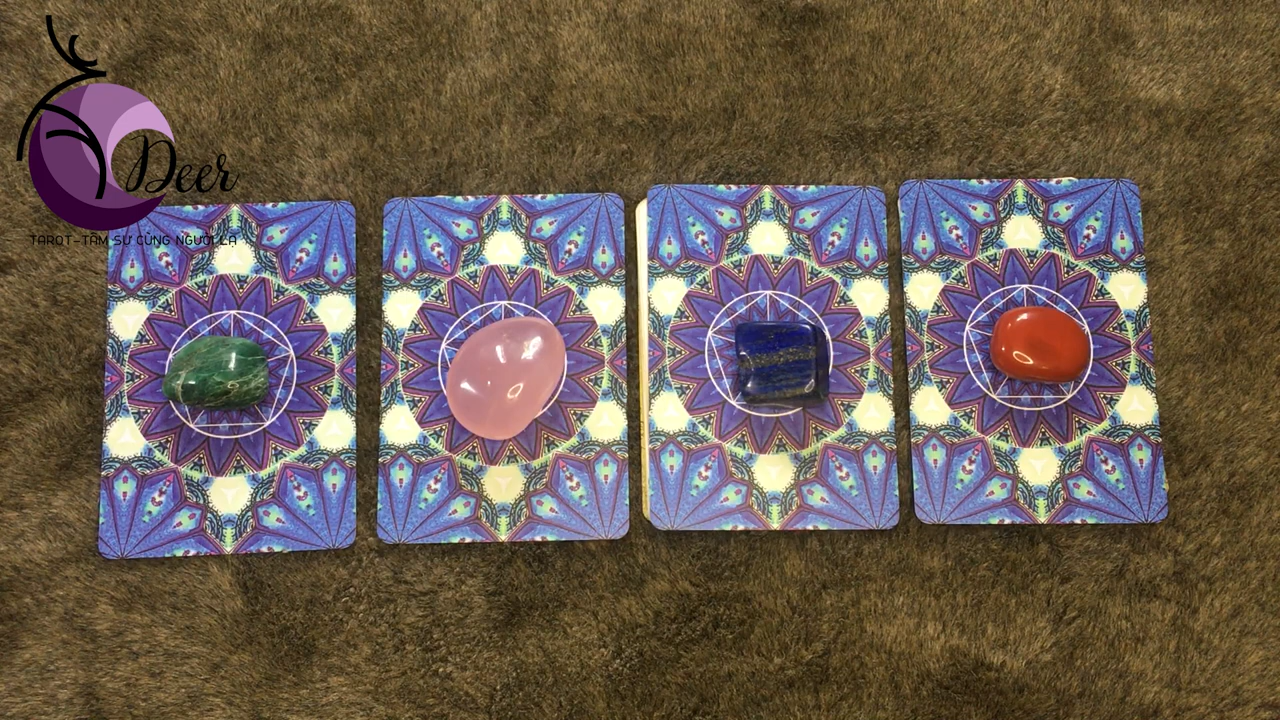 Deer
TAROT-TÂM SỰ CÙNG NGƯỜI LẠ